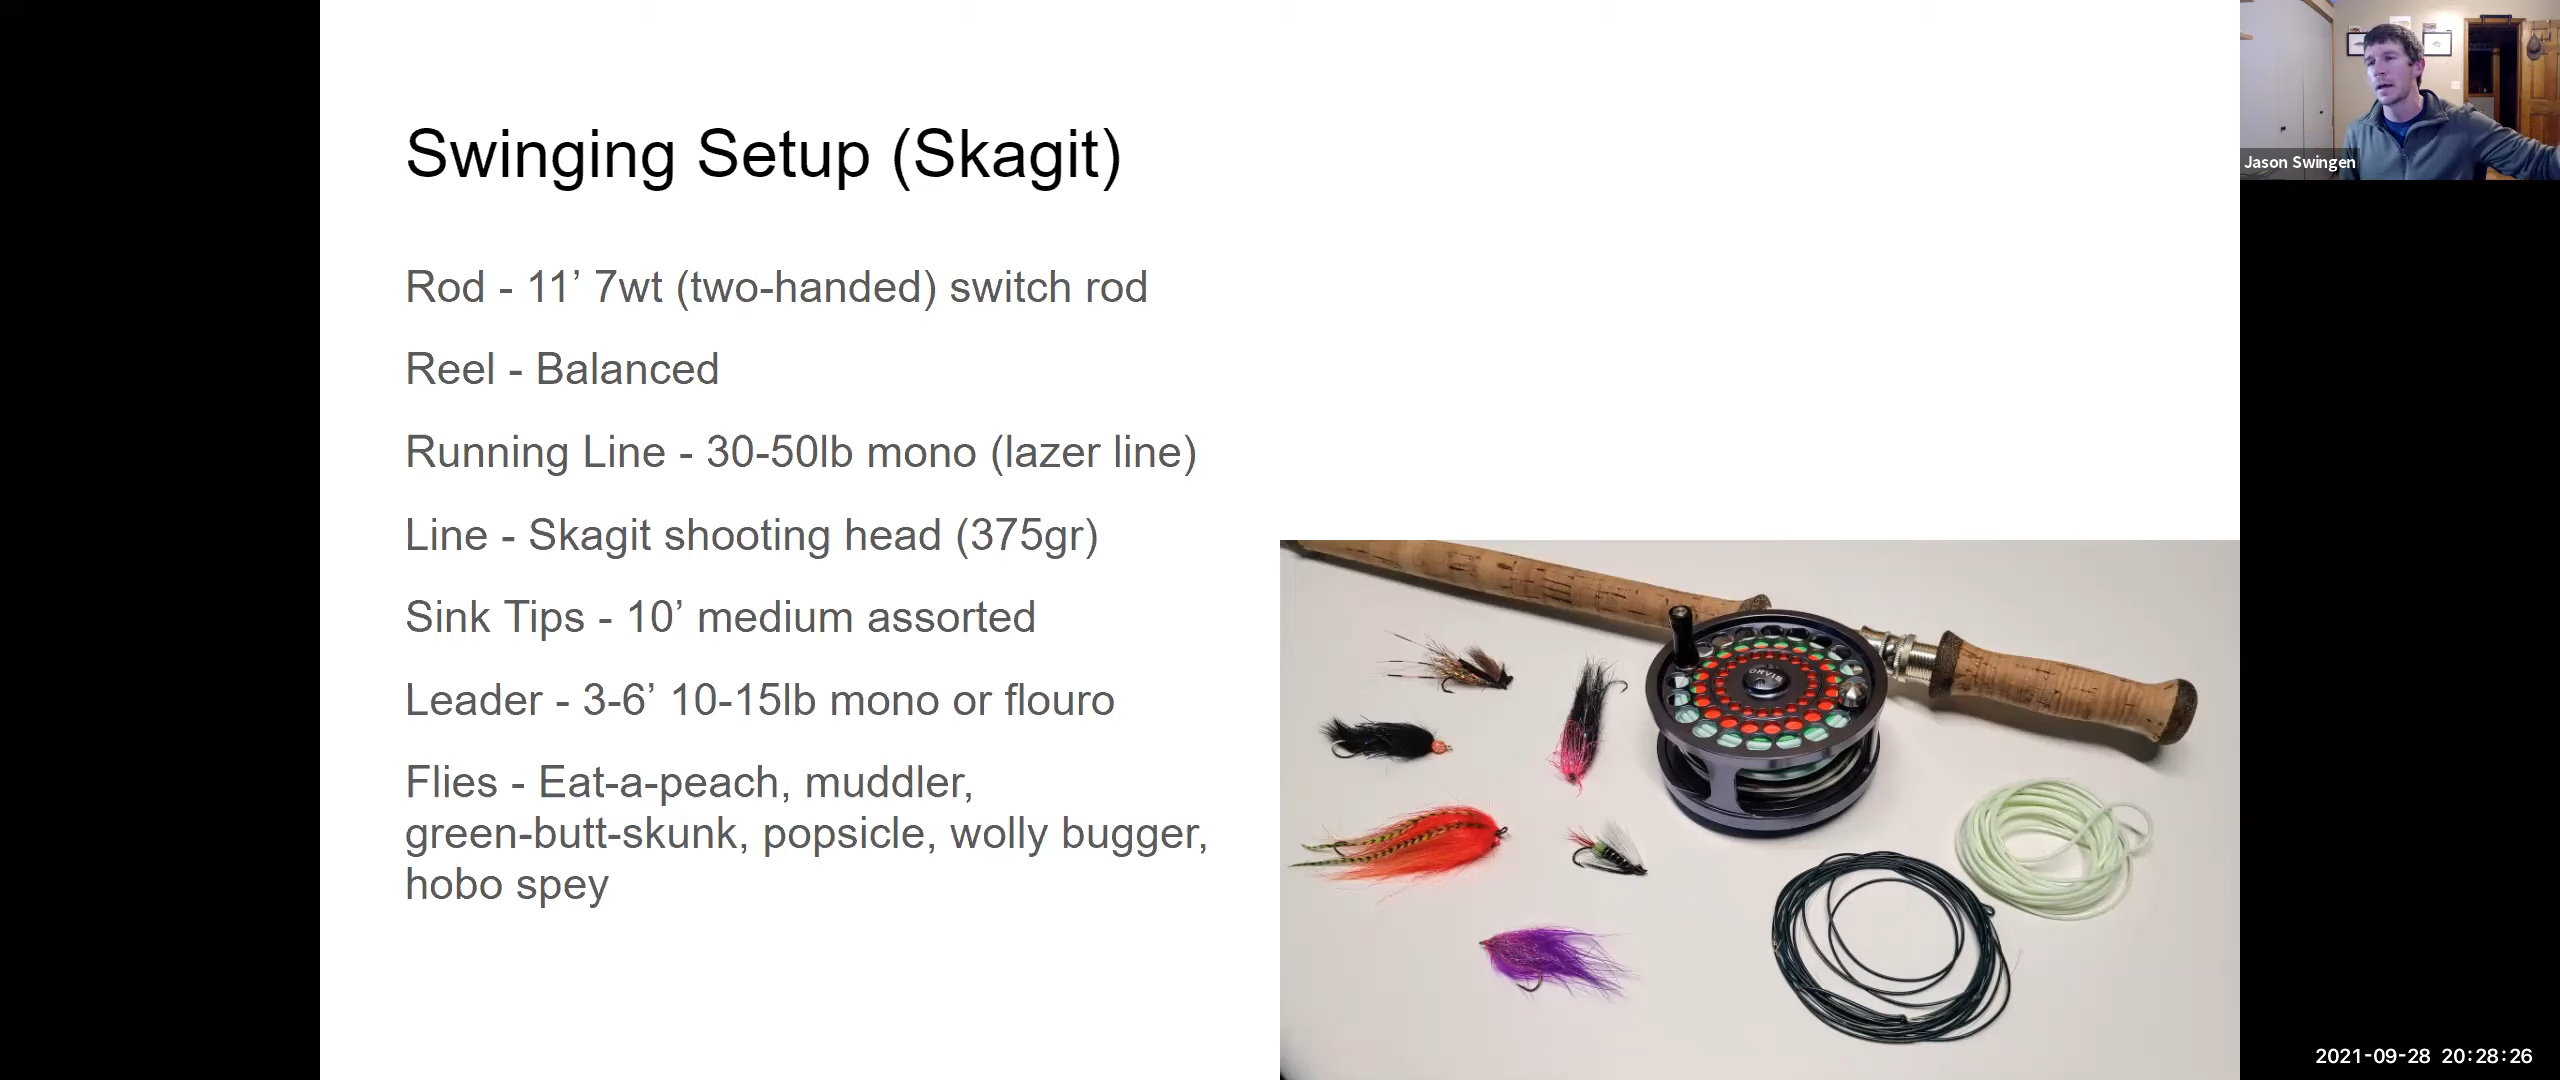 Swinging Setup (Skagit)
Rod - 11’ 7wt (two-handed) switch rod
Reel - Balanced
Running Line - 30-50lb mono (lazer line)
Line - Skagit shooting head (375gr)
Sink Tips - 10’ medium assorted
Leader - 3-6’ 10-15lb mono or flouro
Flies - Eat-a-peach, muddler,
green-butt-skunk, popsicle, wolly bugger,
hobo spey
ORVIS
Jason Swingen
2021-09-28 20:28:26